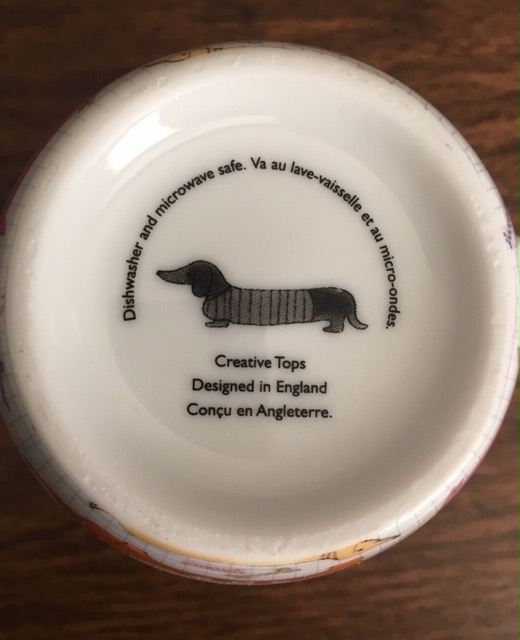 Dishwasher and microwave safe. Va au lave-vaisselle et au micro-ondes.
Creative Tops
Designed in England
Conçu en Angleterre.